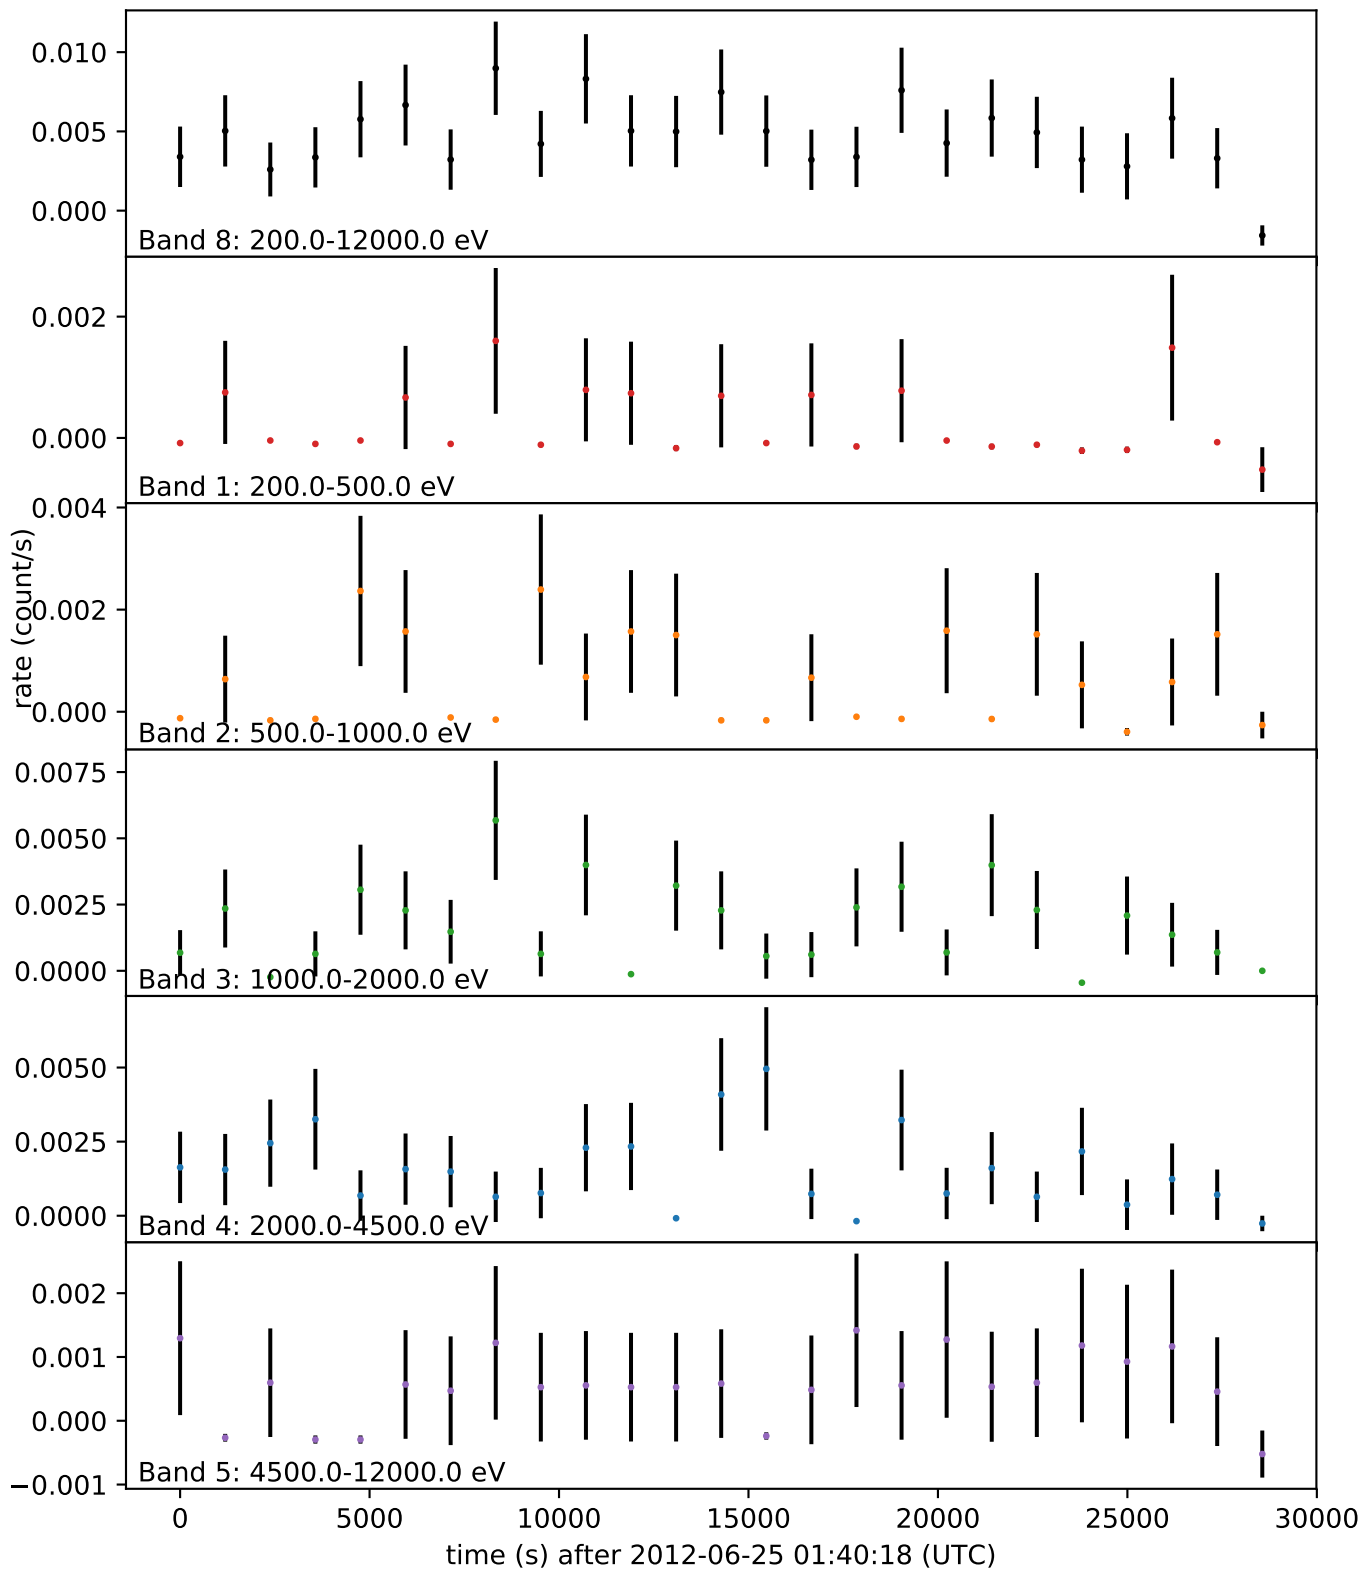 0.010
0.005
0.000
Band 8: 200.0-12000.0 eV
0.002
0.000
Band 1: 200.0-500.0 eV
rate (count/s)
0.004
0.002
0.000
Band 2: 500.0-1000.0 eV
0.0075
0.0050
0.0025
0.0000
Band 3: 1000.0-2000.0 eV
0.0050
0.0025
0.0000
Band 4: 2000.0-4500.0 eV
0.002
0.001
0.000
−0.001
Band 5: 4500.0-12000.0 eV
0 5000 10000 15000 20000 25000 30000
time (s) after 2012-06-25 01:40:18 (UTC)